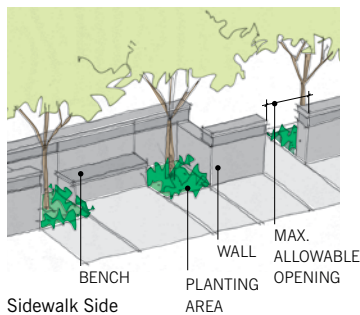 BENCH
PLANTING
AREA
WALL
MAX.
ALLOWABLE
OPENING
Sidewalk Side